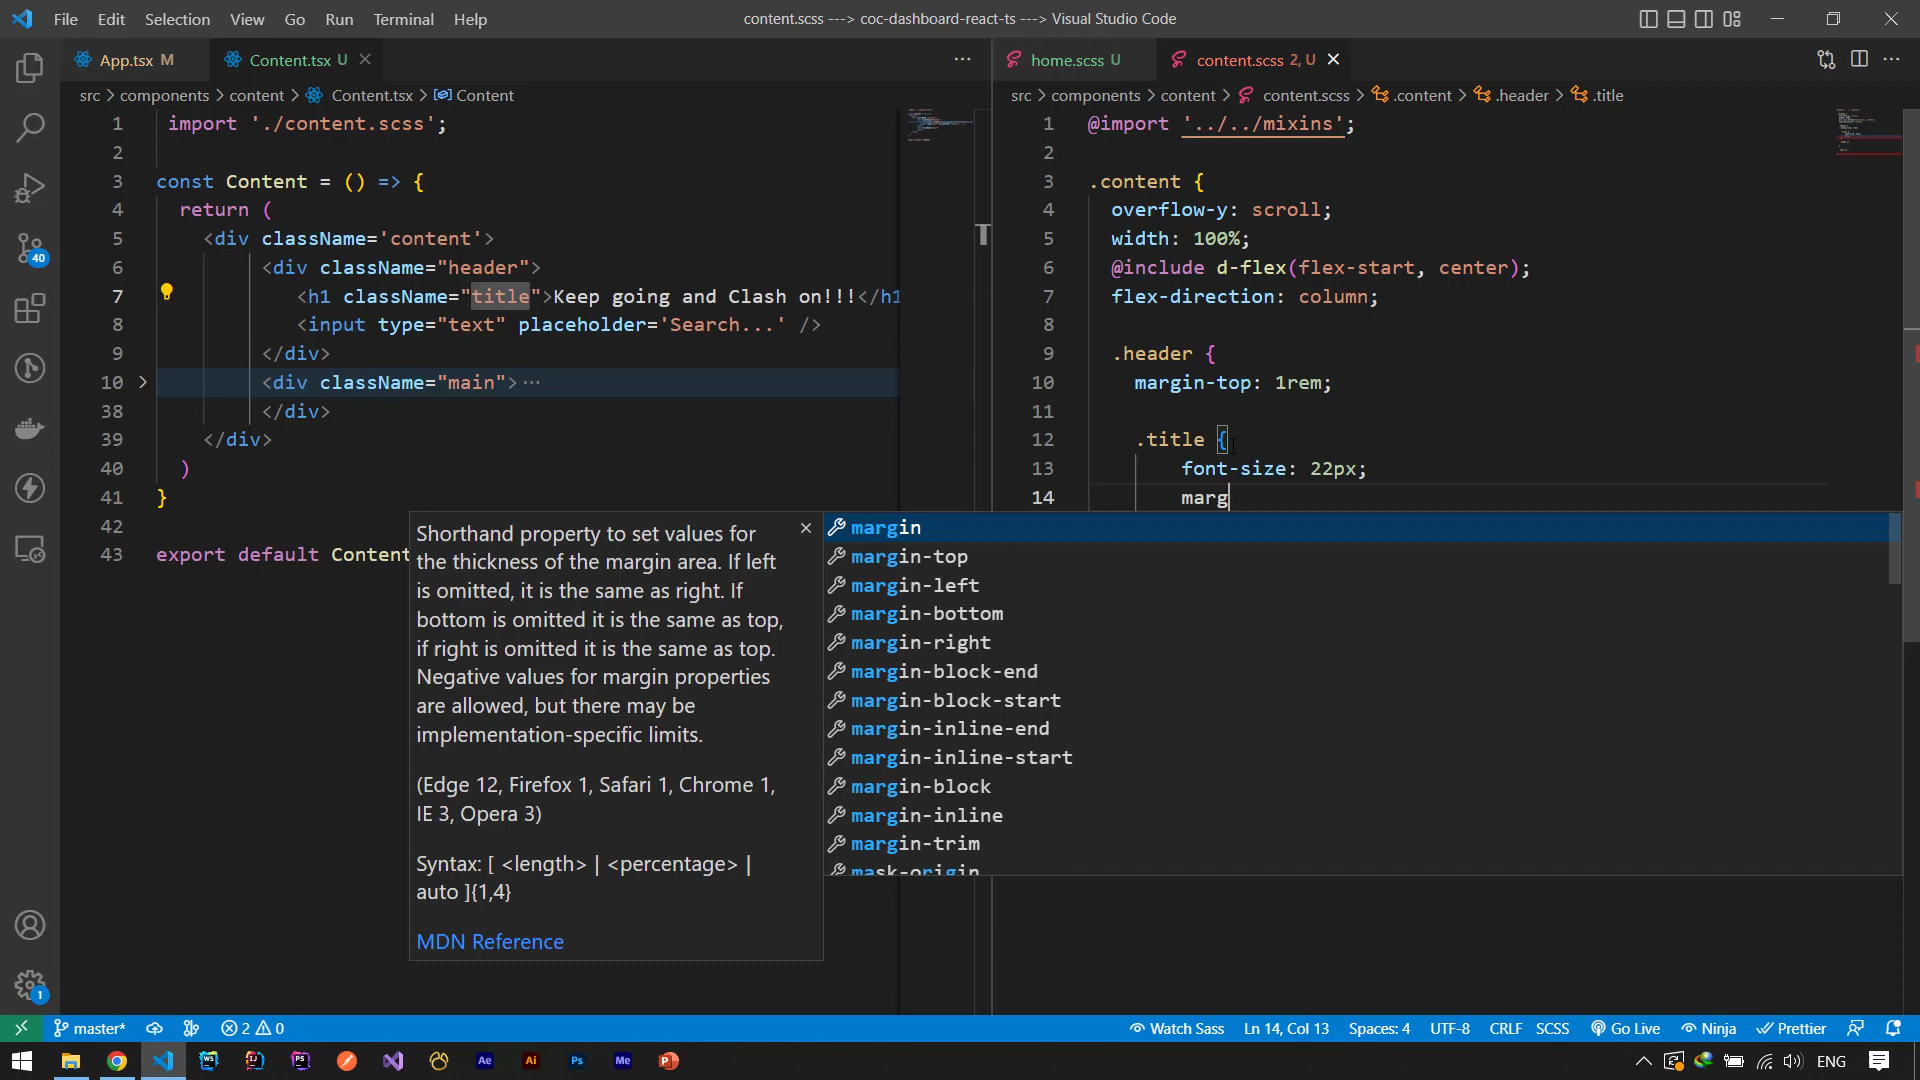 File Edit Selection View Go Run Terminal Help
content.scss ---> coc-dashboard-react-ts ---> Visual Studio Code
App.tsx M
Content.tsx U
src > components > content > Content.tsx > Content
1 import './content.scss';
2
3 const Content = () => {
4 return (
5 <div className='content'>
6 <div className="header">
7 <h1 className="title">Keep going and Clash on!!!</h1
8 <input type="text" placeholder='Search...' />
9 </div>
10 <div className="main">…
38 </div>
39 </div>
40 )
41 }
42
43 export default Content
home.scss U
content.scss 2, U
src > components > content > content.scss > .content > .header > .title
1 @import '../../mixins';
2
3 .content {
4 overflow-y: scroll;
5 width: 100%;
6 @include d-flex(flex-start, center);
7 flex-direction: column;
8
9 .header {
10 margin-top: 1rem;
11
12 .title {
13 font-size: 22px;
14 marg
Shorthand property to set values for
the thickness of the margin area. If left
is omitted, it is the same as right. If
bottom is omitted it is the same as top,
if right is omitted it is the same as top.
Negative values for margin properties
are allowed, but there may be
implementation-specific limits.
(Edge 12, Firefox 1, Safari 1, Chrome 1,
IE 3, Opera 3)
Syntax: [ <length> | <percentage> |
auto ]{1,4}
MDN Reference
margin
margin-top
margin-left
margin-bottom
margin-right
margin-block-end
margin-block-start
margin-inline-end
margin-inline-start
margin-block
margin-inline
margin-trim
mask-origin
40
1
master* 2 0
Watch Sass Ln 14, Col 13 Spaces: 4 UTF-8 CRLF SCSS Go Live Ninja Prettier
WS IJ PS Ae Ai Ps Me P
ENG